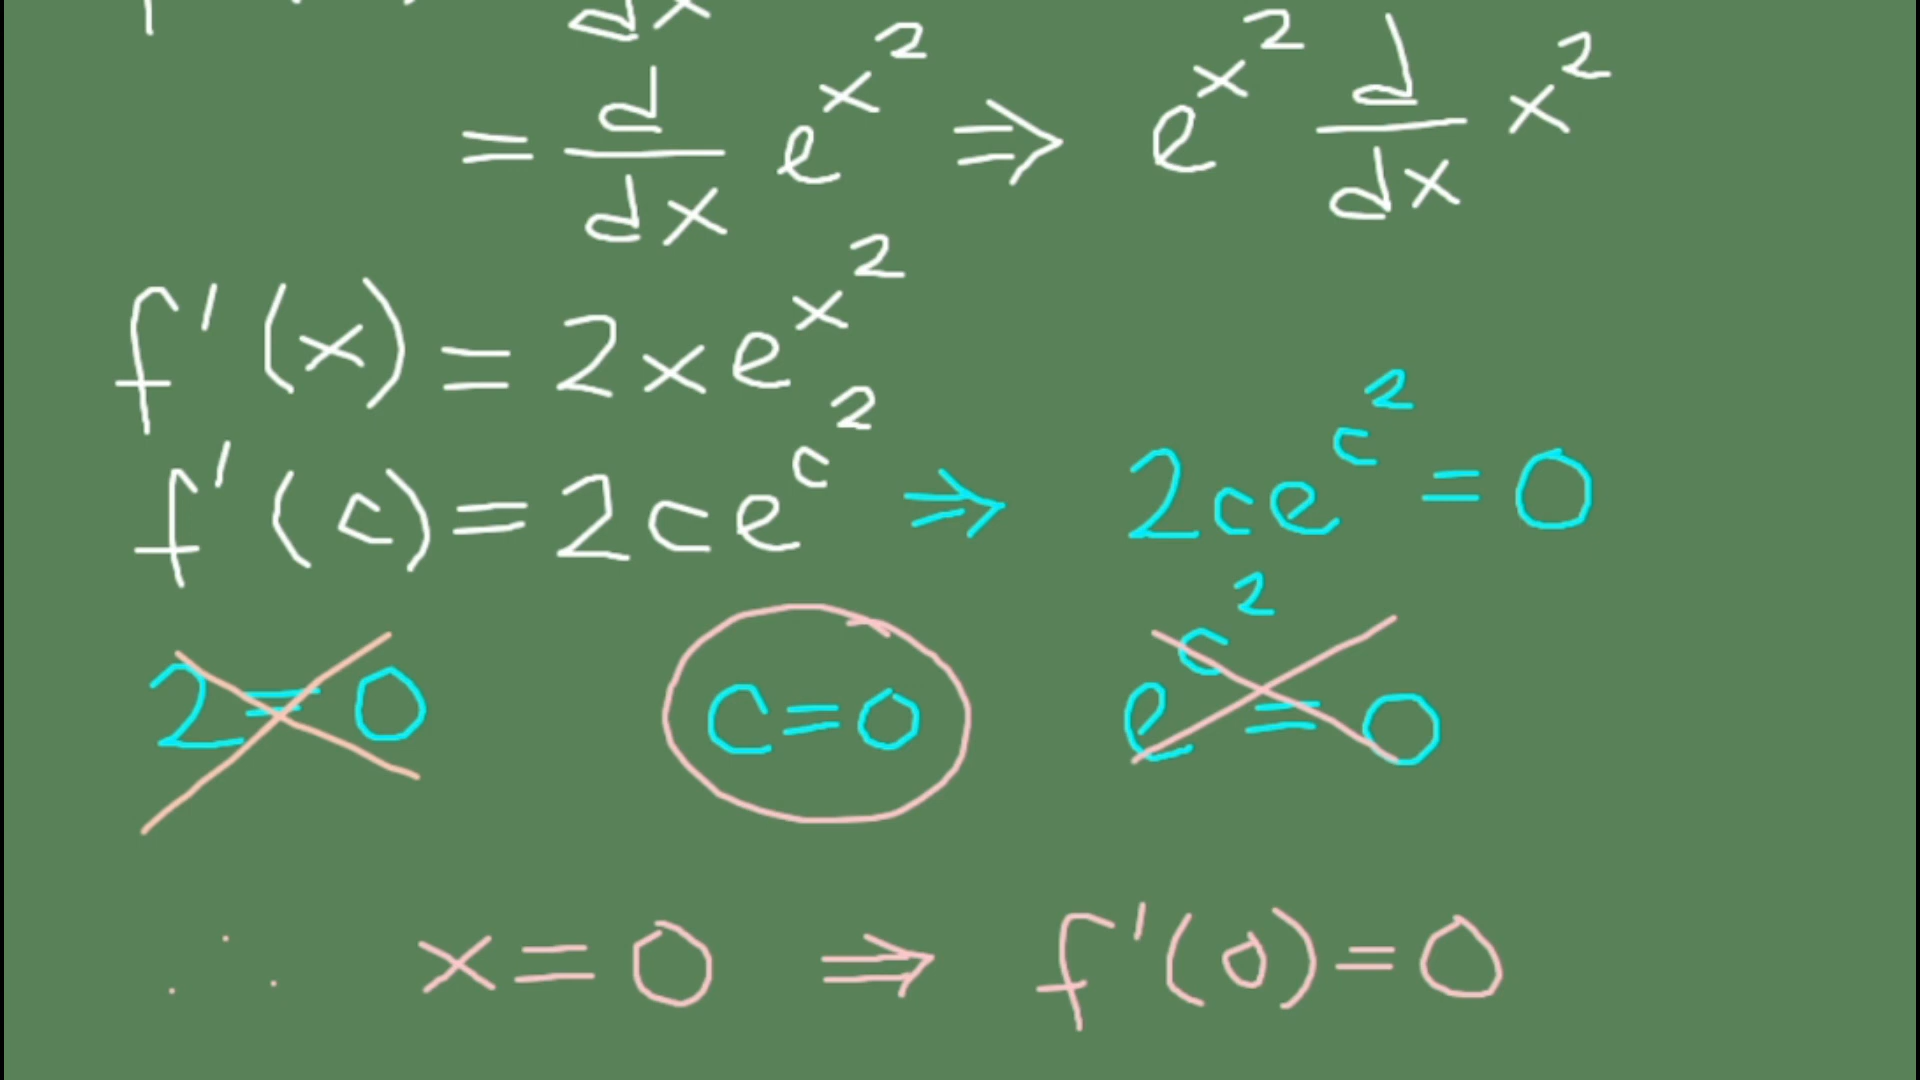 dx
= d/dx e^x^2 ⇒ e^x^2 d/dx x^2
f'(x) = 2xe^x^2
f'(c) = 2ce^c^2 ⇒ 2ce^c^2 = 0
2 = 0 c = 0 e^c^2 = 0
∴ x = 0 ⇒ f'(0) = 0